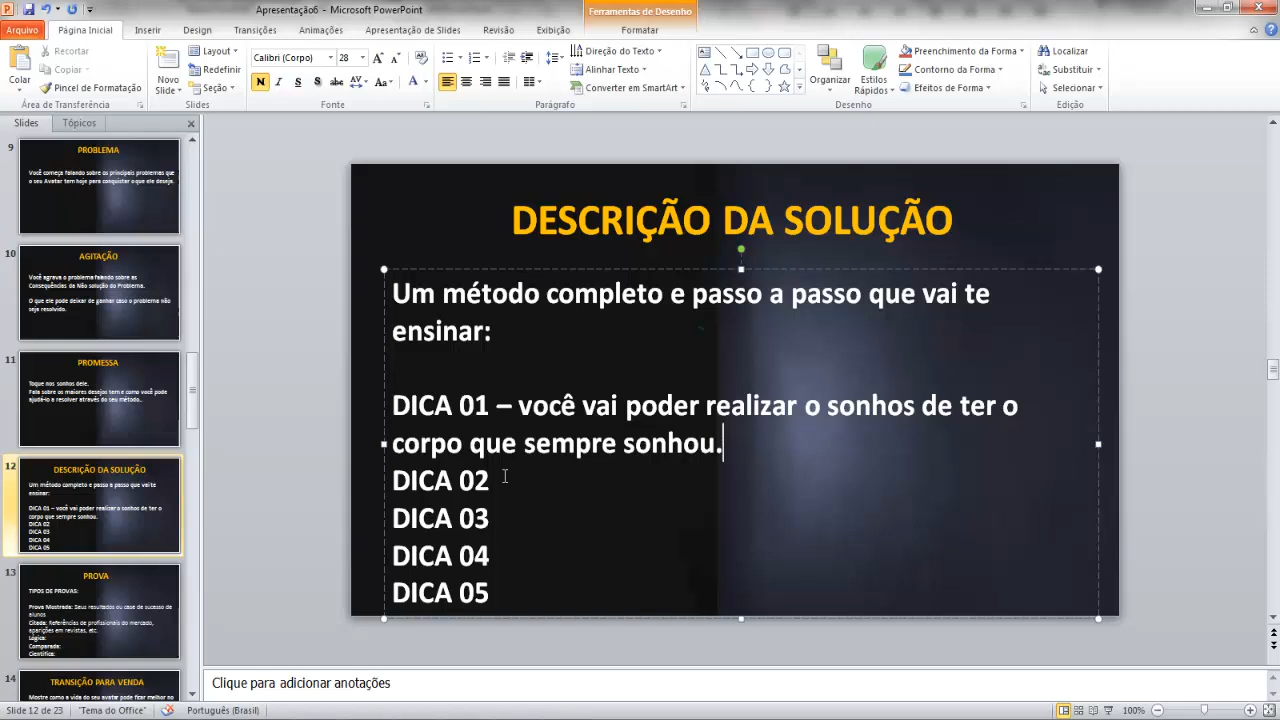 Apresentação6 - Microsoft PowerPoint
Ferramentas de Desenho
Arquivo
Página Inicial
Inserir
Design
Transições
Animações
Apresentação de Slides
Revisão
Exibição
Formatar
Colar
Recortar
Copiar
Pincel de Formatação
Área de Transferência
Novo Slide
Layout
Redefinir
Seção
Slides
Calibri (Corpo)
28
N
I
S
S
abc
AV
Aa
A
Fonte
Direção do Texto
Alinhar Texto
Converter em SmartArt
Parágrafo
Organizar
Estilos Rápidos
Preenchimento da Forma
Contorno da Forma
Efeitos de Forma
Desenho
Localizar
Substituir
Selecionar
Edição
Slides
Tópicos
9
PROBLEMA
Você começa falando sobre os principais problemas que
o seu Avatar tem hoje para conquistar o que ele deseja.
10
AGITAÇÃO
Você agrava o problema falando sobre as
Consequências da Não solução do Problema.
O que ele pode deixar de ganhar caso o problema não
seja resolvido.
11
PROMESSA
Toque nos sonhos dele.
Fala sobre os maiores desejos tem e como você pode
ajudá-lo a resolver através do seu método..
12
DESCRIÇÃO DA SOLUÇÃO
Um método completo e passo a passo que vai te
ensinar:
DICA 01 – você vai poder realizar o sonhos de ter o
corpo que sempre sonhou.
DICA 02
DICA 03
DICA 04
DICA 05
13
PROVA
TIPOS DE PROVAS:
Prova Mostrada: Seus resultados ou case de sucesso de
alunos
Citada: Referências de profissionais do mercado,
aparições em revistas, etc.
Lógica:
Comparada:
Científica:
14
TRANSIÇÃO PARA VENDA
Mostre como a vida do seu avatar pode ficar melhor no
DESCRIÇÃO DA SOLUÇÃO
Um método completo e passo a passo que vai te
ensinar:
DICA 01 – você vai poder realizar o sonhos de ter o
corpo que sempre sonhou.
DICA 02
DICA 03
DICA 04
DICA 05
Clique para adicionar anotações
Slide 12 de 23
"Tema do Office"
Português (Brasil)
100%